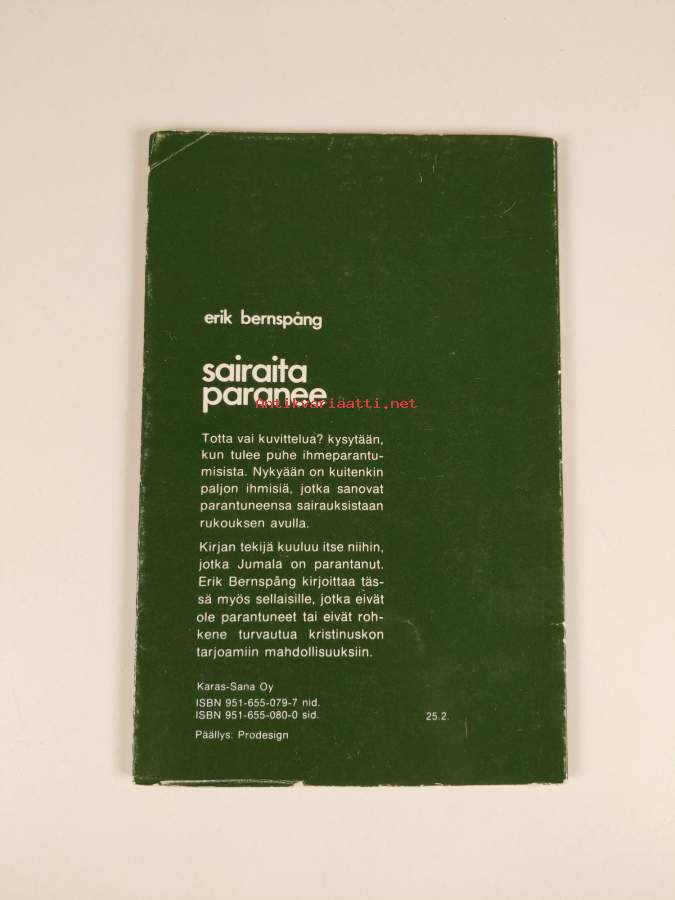 erik bernspång
sairaita
paranee
Antikvariaatti.net
Totta vai kuvittelua? kysytään,
kun tulee puhe ihmeparantu-
misista. Nykyään on kuitenkin
paljon ihmisiä, jotka sanovat
parantuneensa sairauksistaan
rukouksen avulla.
Kirjan tekijä kuuluu itse niihin,
jotka Jumala on parantanut.
Erik Bernspång kirjoittaa täs-
sä myös sellaisille, jotka eivät
ole parantuneet tai eivät roh-
kene turvautua kristinuskon
tarjoamiin mahdollisuuksiin.
Karas-Sana Oy
ISBN 951-655-079-7 nid.
ISBN 951-655-080-0 sid.
25.2.
Päällys: Prodesign